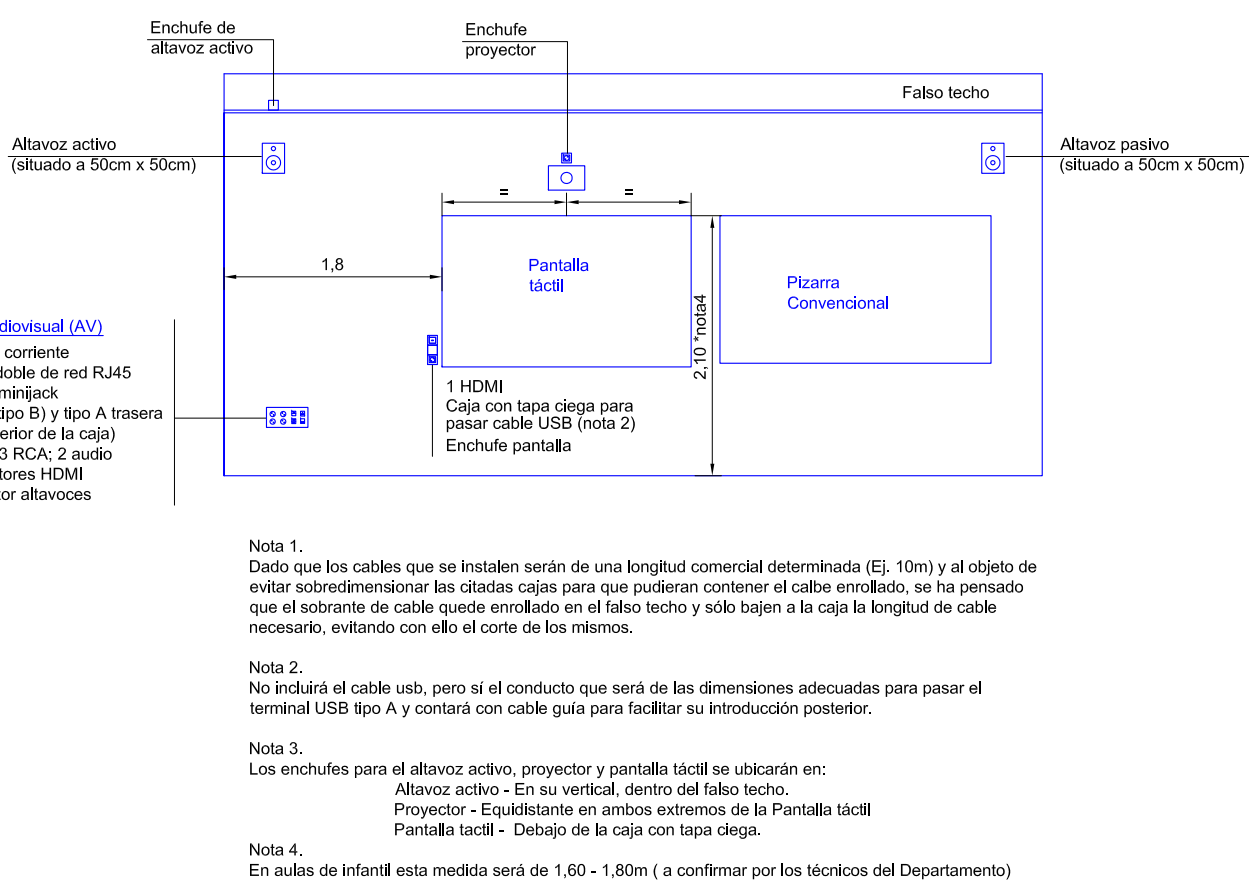 Enchufe de
altavoz activo
Enchufe
proyector
Falso techo
Altavoz activo
(situado a 50cm x 50cm)
Altavoz pasivo
(situado a 50cm x 50cm)
=
=
1,8
Pantalla
táctil
Pizarra
Convencional
2,10 *nota4
diovisual (AV)
corriente
doble de red RJ45
minijack
tipo B) y tipo A trasera
erior de la caja)
3 RCA; 2 audio
tores HDMI
tor altavoces
1 HDMI
Caja con tapa ciega para
pasar cable USB (nota 2)
Enchufe pantalla
Nota 1.
Dado que los cables que se instalen serán de una longitud comercial determinada (Ej. 10m) y al objeto de
evitar sobredimensionar las citadas cajas para que pudieran contener el calbe enrollado, se ha pensado
que el sobrante de cable quede enrollado en el falso techo y sólo bajen a la caja la longitud de cable
necesario, evitando con ello el corte de los mismos.
Nota 2.
No incluirá el cable usb, pero sí el conducto que será de las dimensiones adecuadas para pasar el
terminal USB tipo A y contará con cable guía para facilitar su introducción posterior.
Nota 3.
Los enchufes para el altavoz activo, proyector y pantalla táctil se ubicarán en:
Altavoz activo - En su vertical, dentro del falso techo.
Proyector - Equidistante en ambos extremos de la Pantalla táctil
Pantalla tactil - Debajo de la caja con tapa ciega.
Nota 4.
En aulas de infantil esta medida será de 1,60 - 1,80m ( a confirmar por los técnicos del Departamento)